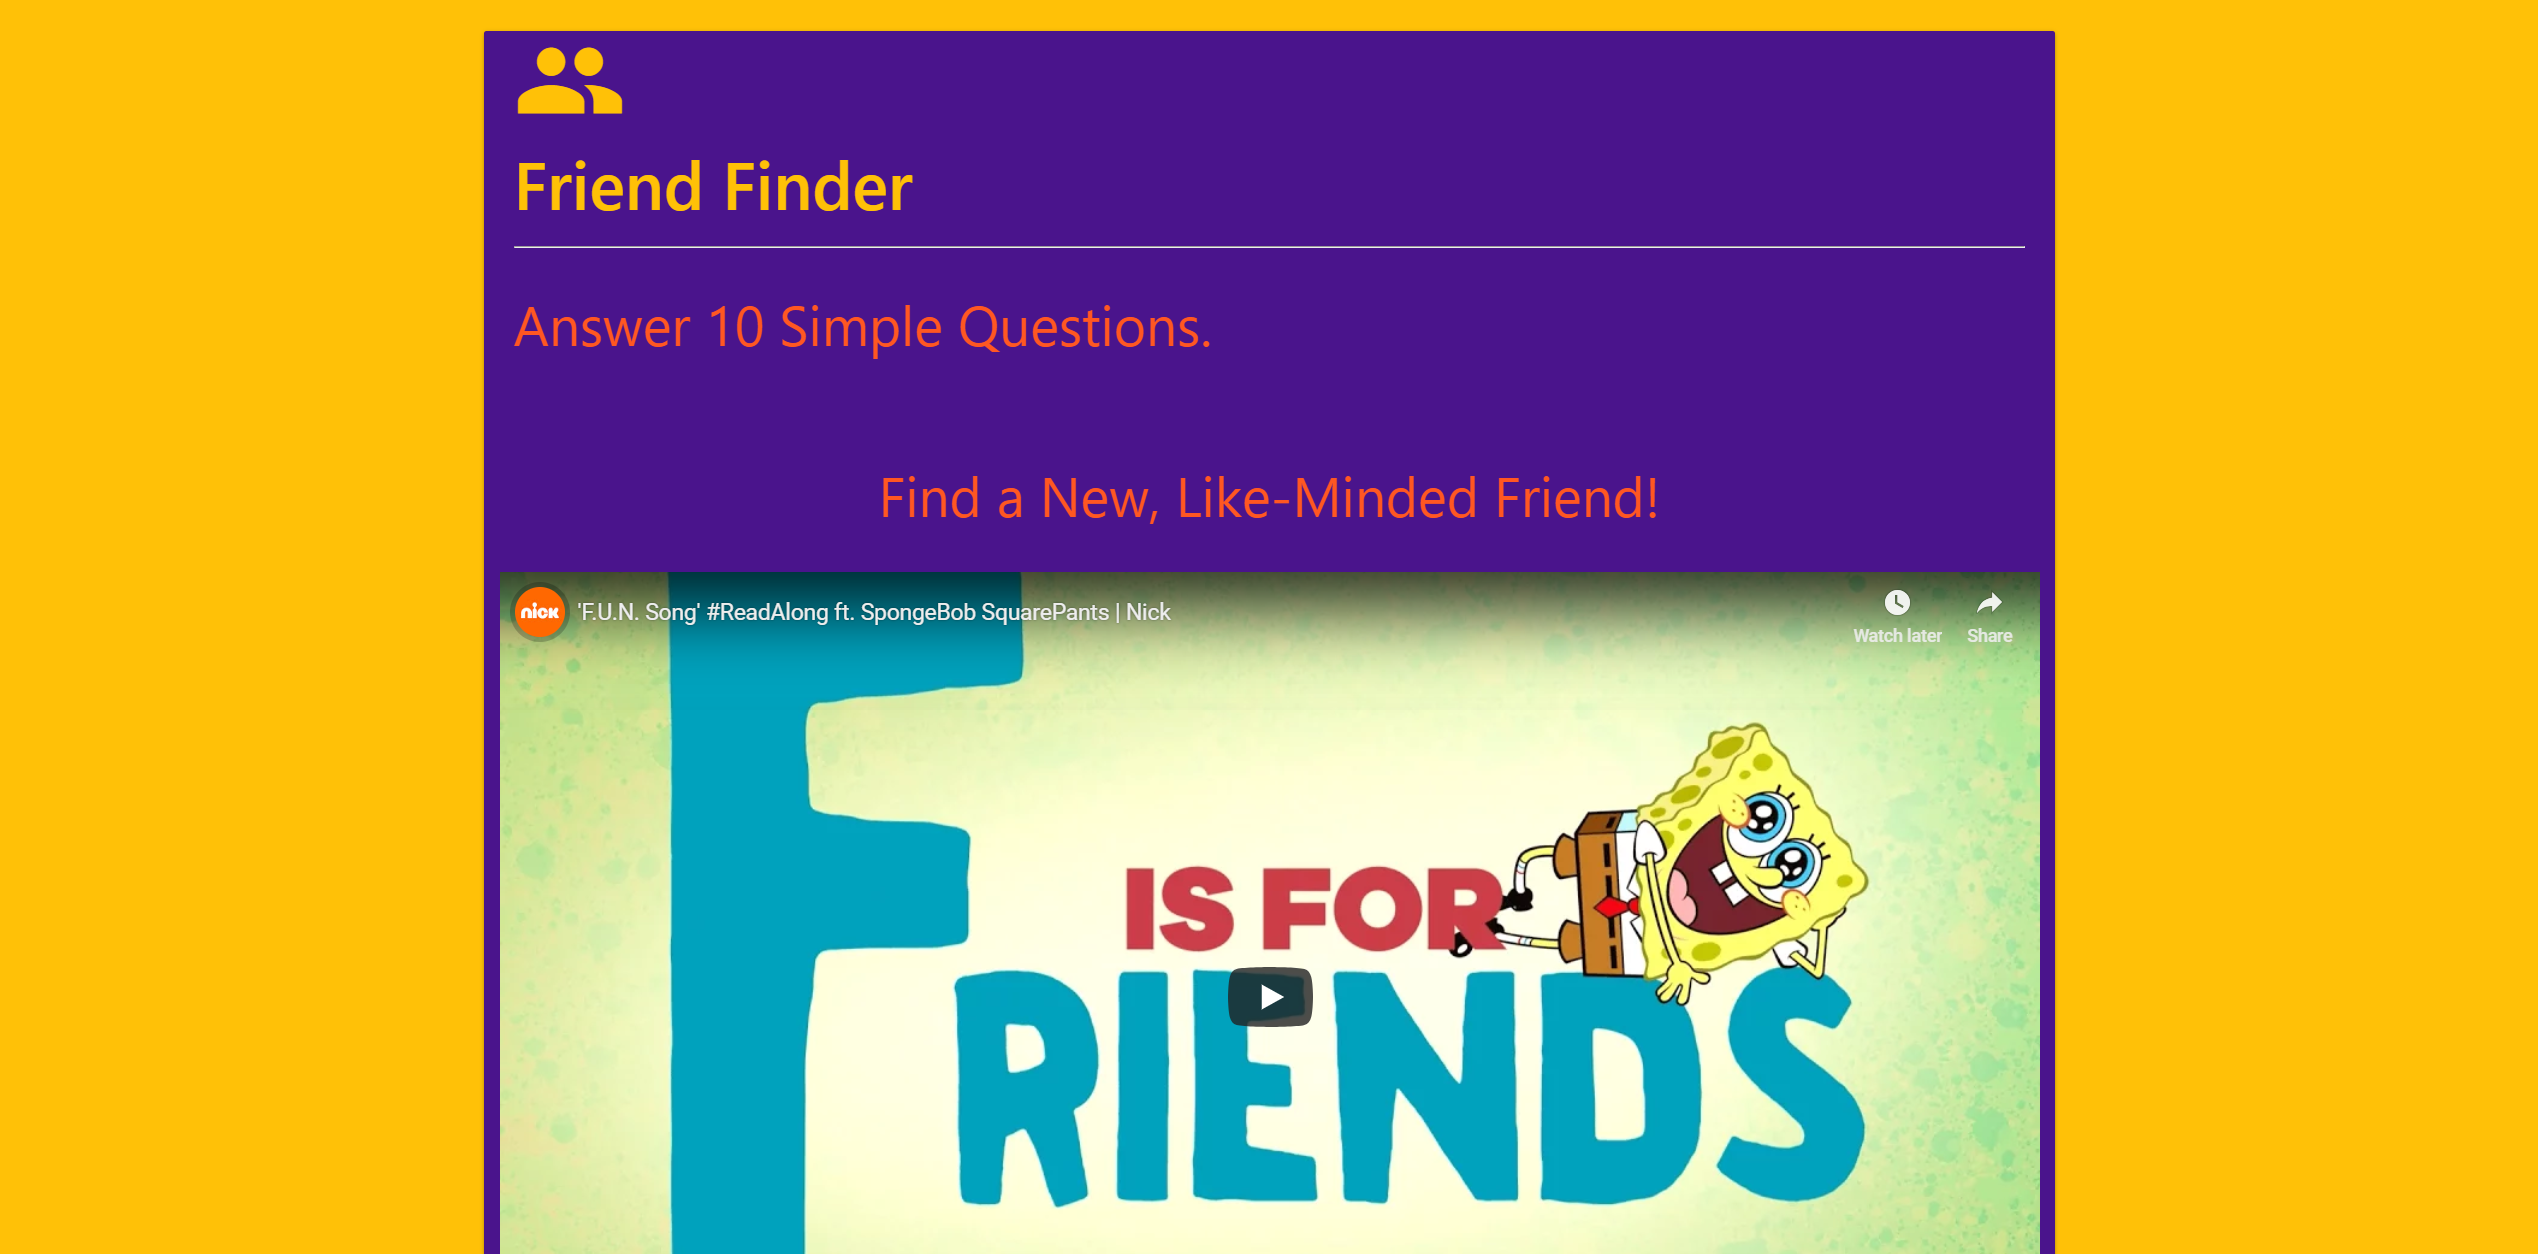 Friend Finder
Answer 10 Simple Questions.
Find a New, Like-Minded Friend!
nick
'F.U.N. Song' #ReadAlong ft. SpongeBob SquarePants | Nick
Watch later
Share
F
IS FOR
RIENDS